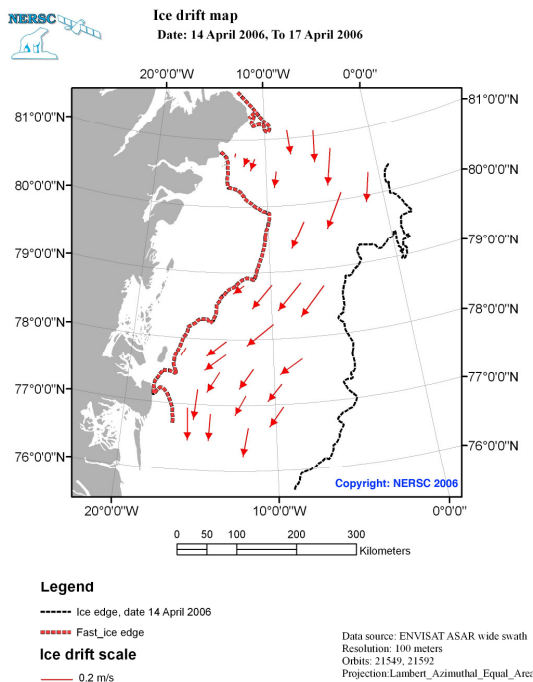 NERSC
Ice drift map
Date: 14 April 2006, To 17 April 2006
20°0'0"W 10°0'0"W 0°0'0"
81°0'0"N 81°0'0"N
80°0'0"N 80°0'0"N
79°0'0"N 79°0'0"N
78°0'0"N 78°0'0"N
77°0'0"N 77°0'0"N
76°0'0"N 76°0'0"N
Copyright: NERSC 2006
20°0'0"W 10°0'0"W 0°0'0"
0 50 100 200 300
Kilometers
Legend
Ice edge, date 14 April 2006
Fast_ice edge
Ice drift scale
0.2 m/s
Data source: ENVISAT ASAR wide swath
Resolution: 100 meters
Orbits: 21549, 21592
Projection:Lambert_Azimuthal_Equal_Area